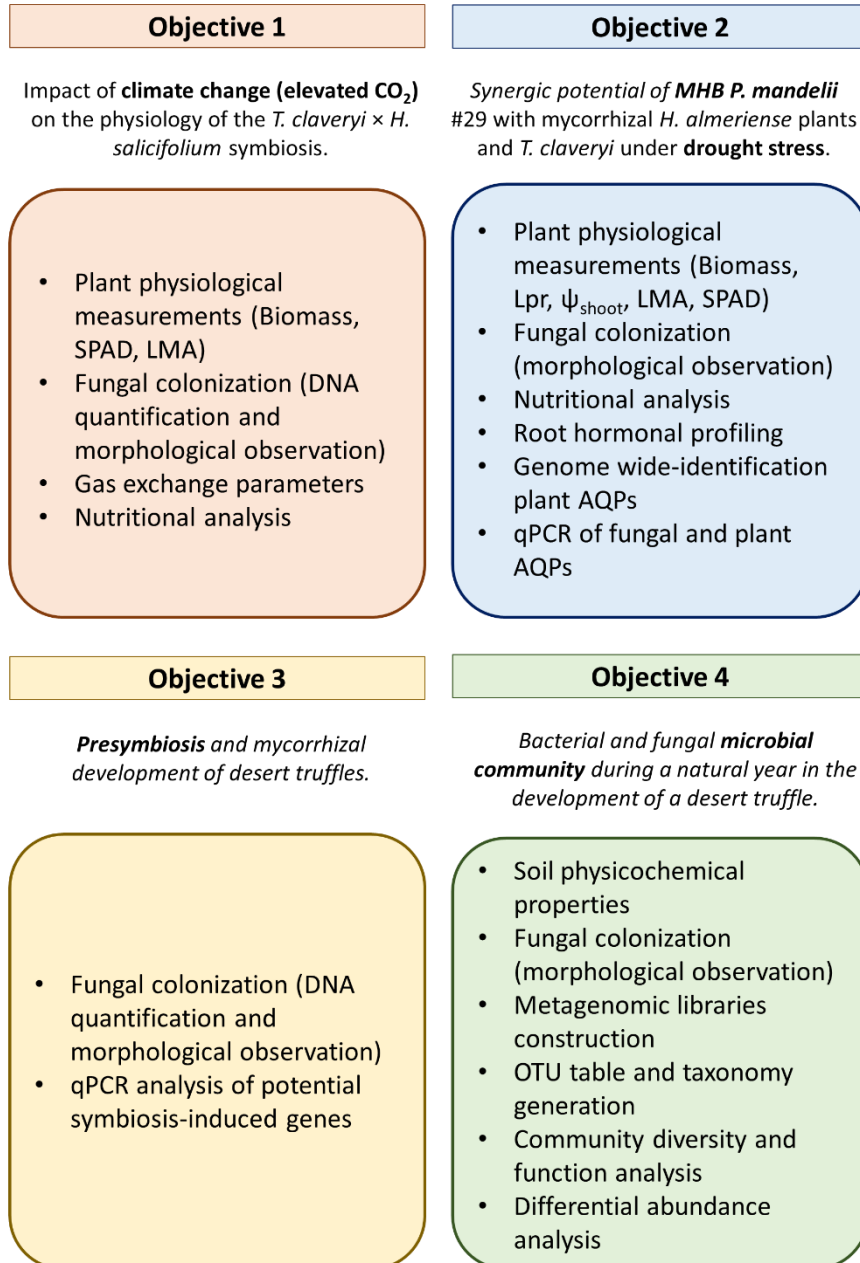 Objective 1
Impact of climate change (elevated CO₂)
on the physiology of the T. claveryi × H.
salicifolium symbiosis.
• Plant physiological
measurements (Biomass,
SPAD, LMA)
• Fungal colonization (DNA
quantification and
morphological observation)
• Gas exchange parameters
• Nutritional analysis
Objective 2
Synergic potential of MHB P. mandelii
#29 with mycorrhizal H. almeriense plants
and T. claveryi under drought stress.
• Plant physiological
measurements (Biomass,
Lpr, ψshoot, LMA, SPAD)
• Fungal colonization
(morphological observation)
• Nutritional analysis
• Root hormonal profiling
• Genome wide-identification
plant AQPs
• qPCR of fungal and plant
AQPs
Objective 3
Presymbiosis and mycorrhizal
development of desert truffles.
• Fungal colonization (DNA
quantification and
morphological observation)
• qPCR analysis of potential
symbiosis-induced genes
Objective 4
Bacterial and fungal microbial
community during a natural year in the
development of a desert truffle.
• Soil physicochemical
properties
• Fungal colonization
(morphological observation)
• Metagenomic libraries
construction
• OTU table and taxonomy
generation
• Community diversity and
function analysis
• Differential abundance
analysis